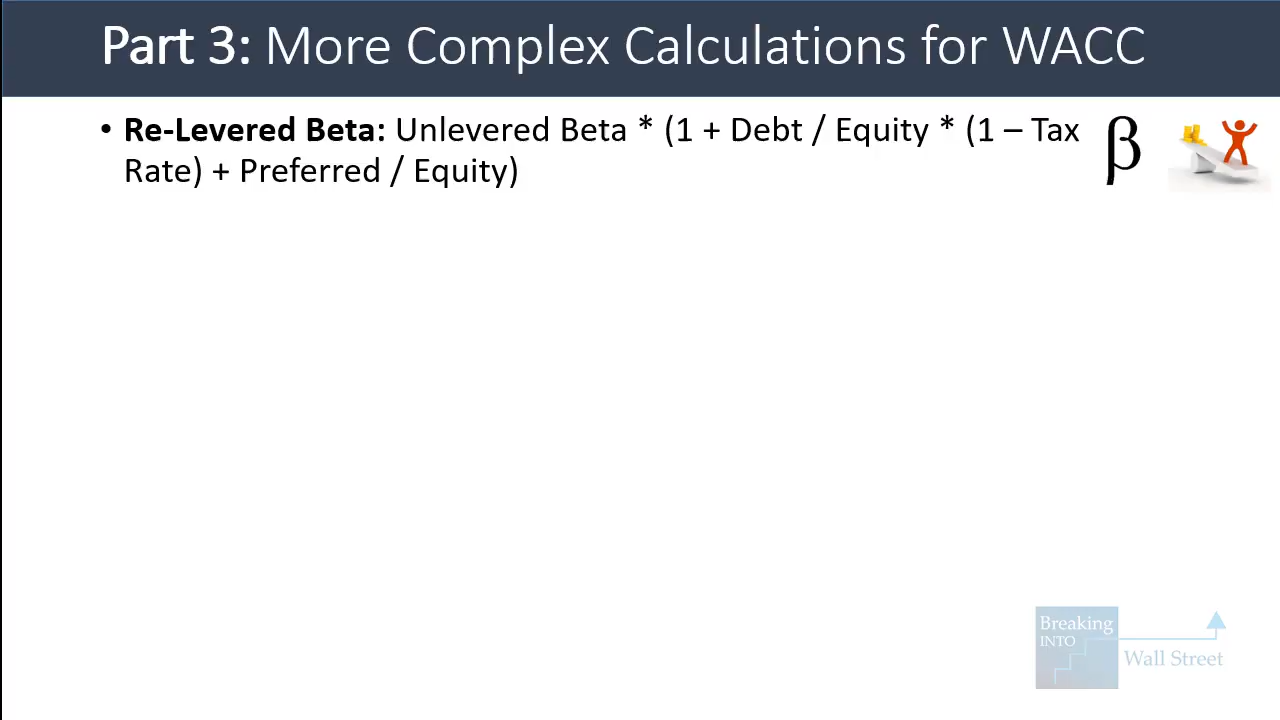 Part 3: More Complex Calculations for WACC
• Re-Levered Beta: Unlevered Beta * (1 + Debt / Equity * (1 – Tax
Rate) + Preferred / Equity)
β
Breaking
INTO
Wall Street